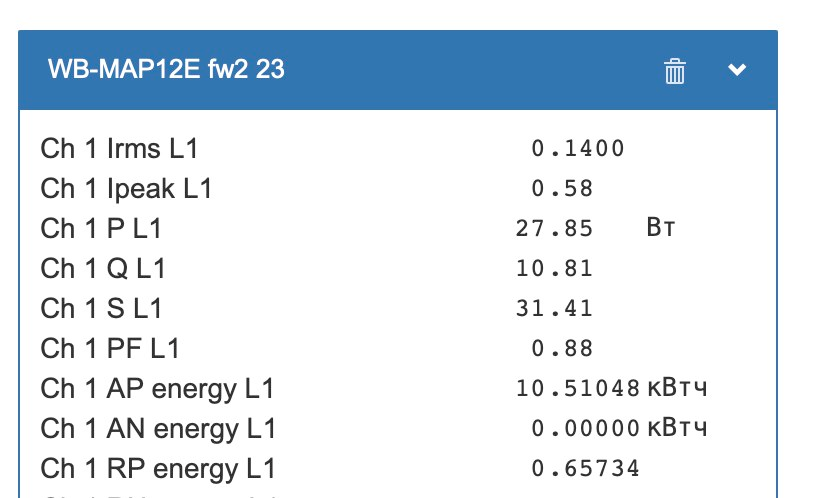 WB-MAP12E fw2 23
Ch 1 Irms L1 0.1400
Ch 1 Ipeak L1 0.58
Ch 1 P L1 27.85 Вт
Ch 1 Q L1 10.81
Ch 1 S L1 31.41
Ch 1 PF L1 0.88
Ch 1 AP energy L1 10.51048 кВтч
Ch 1 AN energy L1 0.00000 кВтч
Ch 1 RP energy L1 0.65734